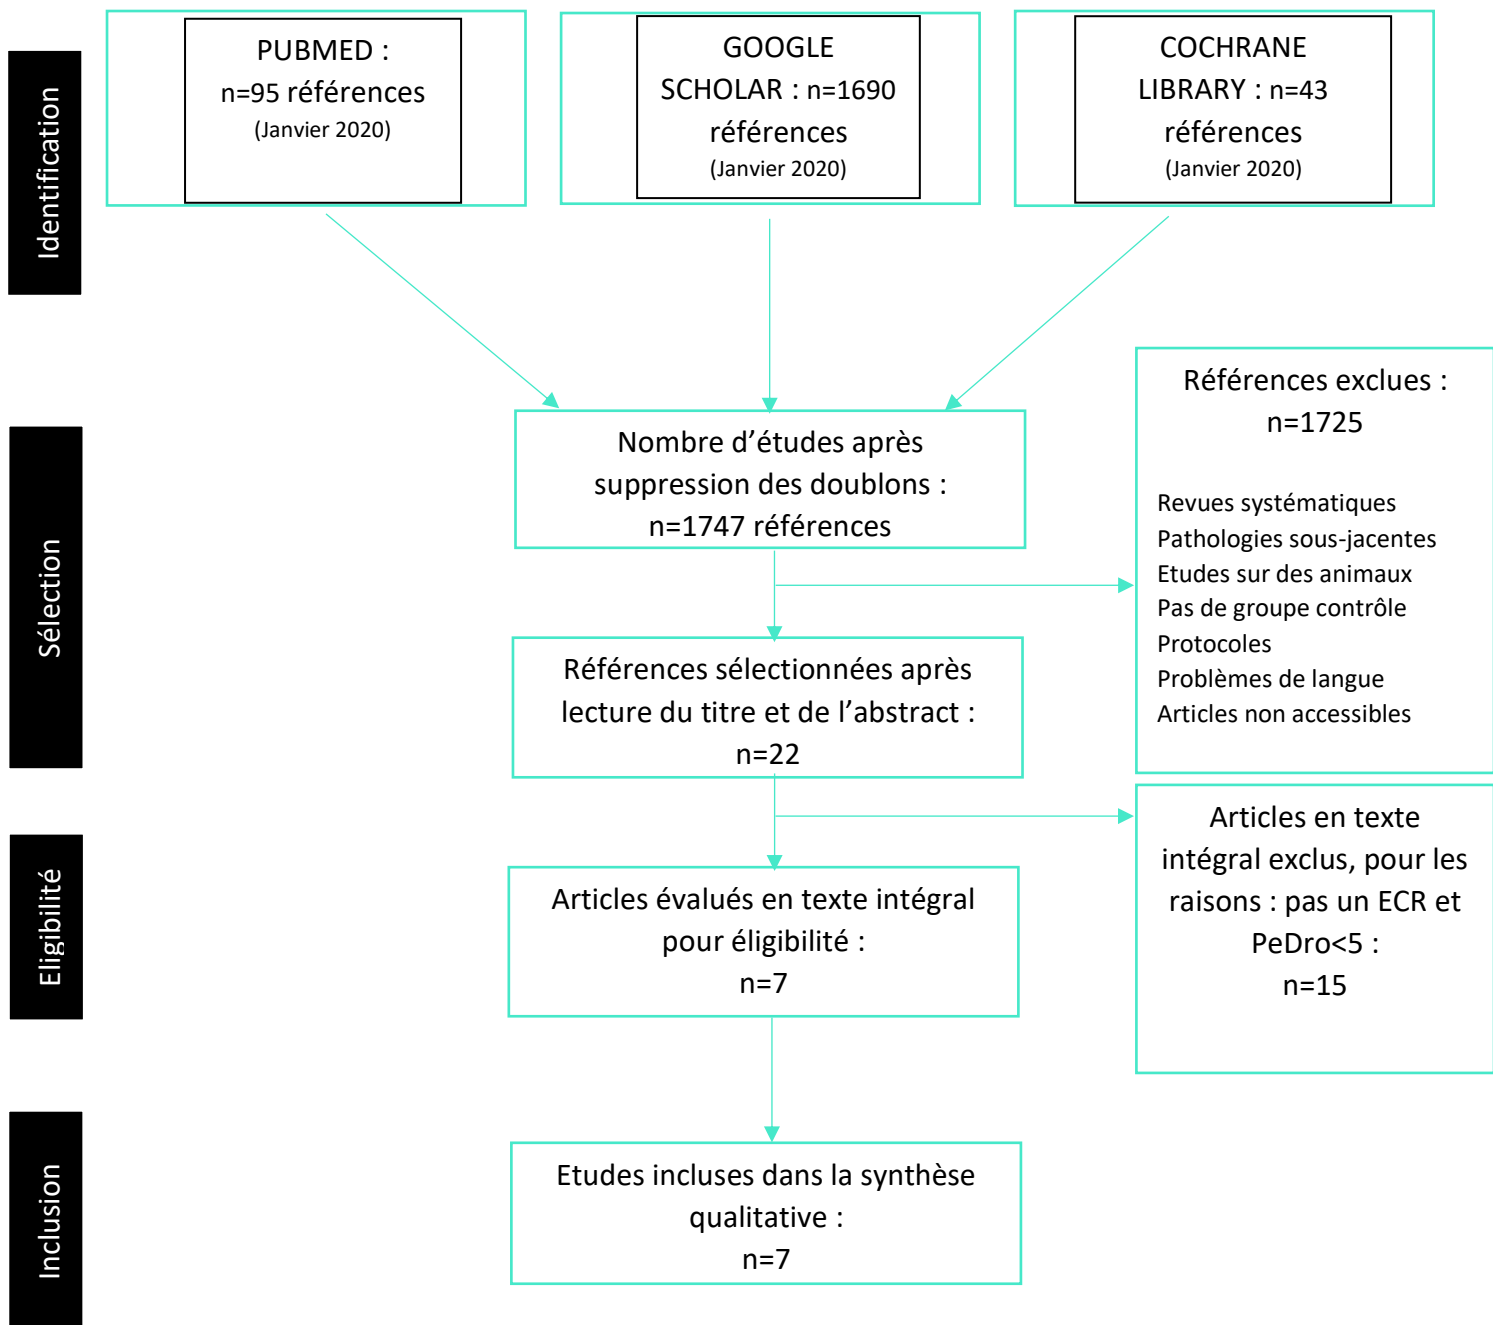 Identification
PUBMED :
n=95 références
(Janvier 2020)
GOOGLE
SCHOLAR : n=1690
références
(Janvier 2020)
COCHRANE
LIBRARY : n=43
références
(Janvier 2020)
Sélection
Nombre d’études après
suppression des doublons :
n=1747 références
Références exclues :
n=1725
Revues systématiques
Pathologies sous-jacentes
Etudes sur des animaux
Pas de groupe contrôle
Protocoles
Problèmes de langue
Articles non accessibles
Références sélectionnées après
lecture du titre et de l’abstract :
n=22
Eligibilité
Articles évalués en texte intégral
pour éligibilité :
n=7
Articles en texte
intégral exclus, pour les
raisons : pas un ECR et
PeDro<5 :
n=15
Inclusion
Etudes incluses dans la synthèse
qualitative :
n=7